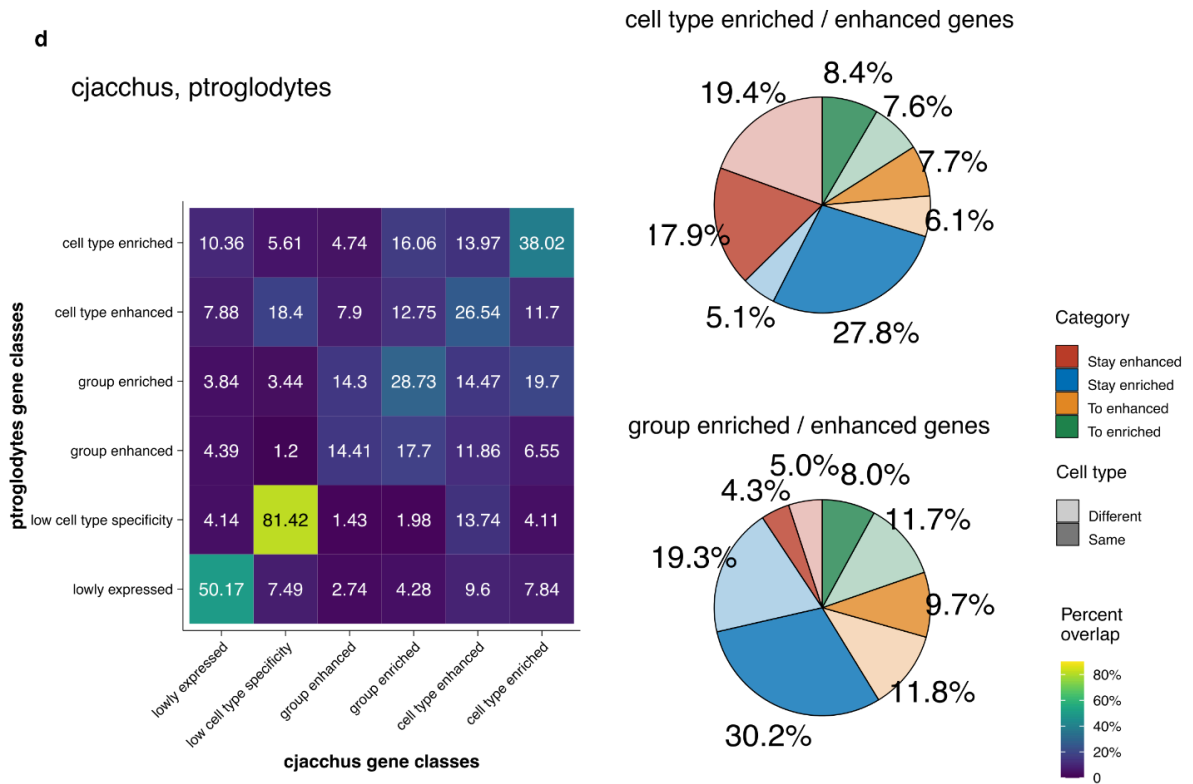 d
cjacchus, ptroglodytes
cell type enriched / enhanced genes
8.4%
7.6%
7.7%
6.1%
27.8%
5.1%
17.9%
19.4%
ptroglodytes gene classes
cell type enriched 10.36 5.61 4.74 16.06 13.97 38.02
cell type enhanced 7.88 18.4 7.9 12.75 26.54 11.7
group enriched 3.84 3.44 14.3 28.73 14.47 19.7
group enhanced 4.39 1.2 14.41 17.7 11.86 6.55
low cell type specificity 4.14 81.42 1.43 1.98 13.74 4.11
lowly expressed 50.17 7.49 2.74 4.28 9.6 7.84
lowly expressed
low cell type specificity
group enhanced
group enriched
cell type enhanced
cell type enriched
cjacchus gene classes
group enriched / enhanced genes
8.0%
11.7%
9.7%
11.8%
30.2%
19.3%
4.3%
5.0%
Category
Stay enhanced
Stay enriched
To enhanced
To enriched
Cell type
Different
Same
Percent
overlap
80%
60%
40%
20%
0